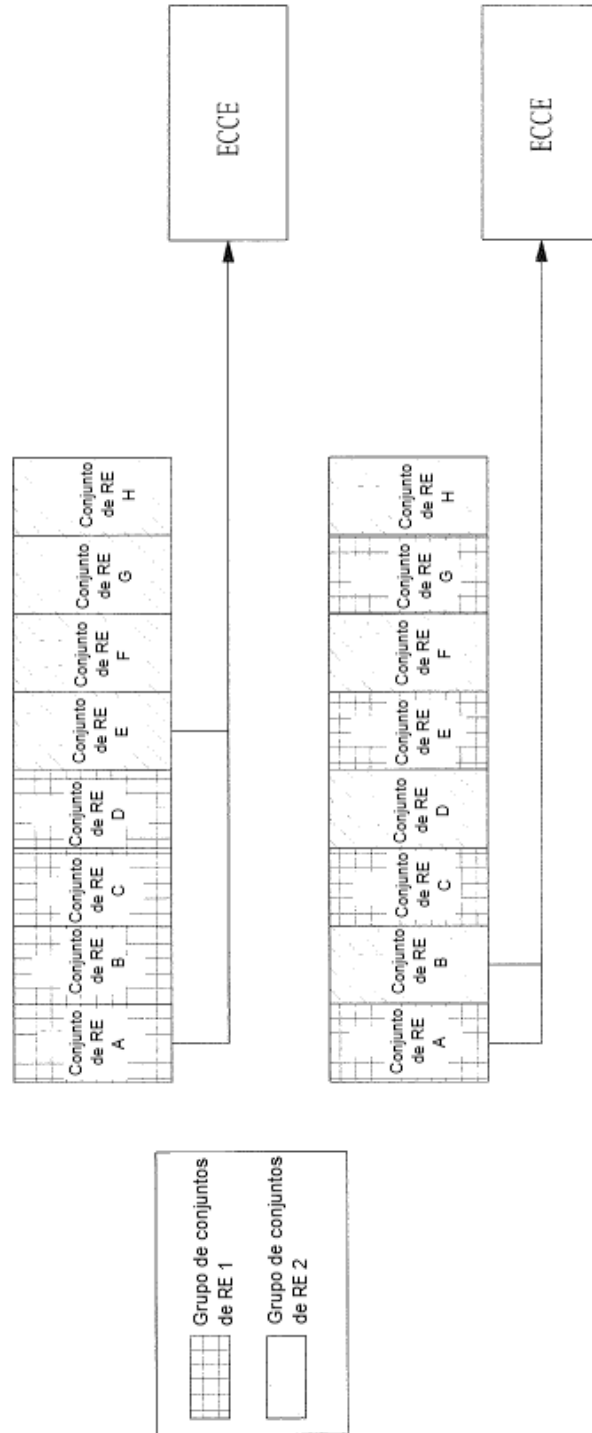 Conjunto
de RE
A
Conjunto
de RE
B
Conjunto
de RE
C
Conjunto
de RE
D
Conjunto
de RE
E
Conjunto
de RE
F
Conjunto
de RE
G
Conjunto
de RE
H
ECCE
Conjunto
de RE
A
Conjunto
de RE
B
Conjunto
de RE
C
Conjunto
de RE
D
Conjunto
de RE
E
Conjunto
de RE
F
Conjunto
de RE
G
Conjunto
de RE
H
ECCE
Grupo de conjuntos
de RE 1
Grupo de conjuntos
de RE 2